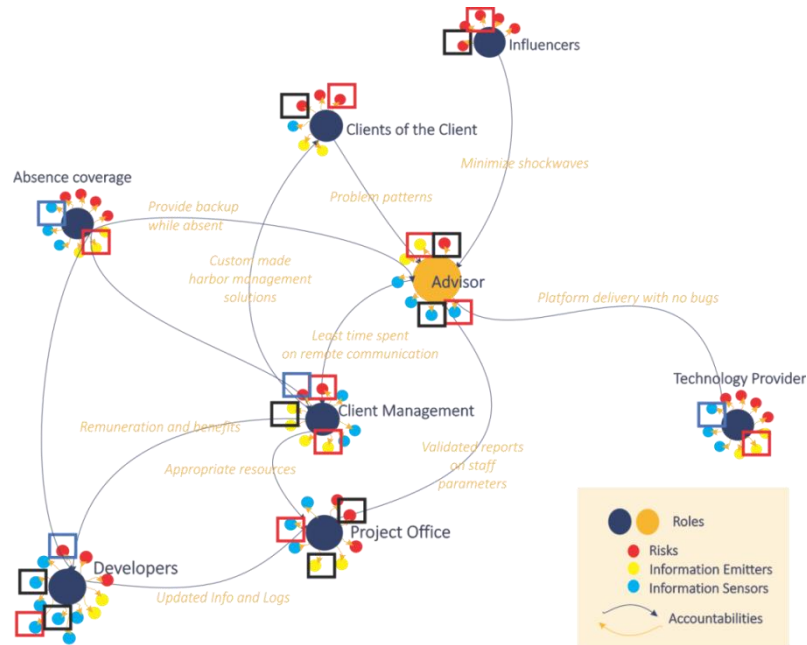 Influencers
Clients of the Client
Minimize shockwaves
Absence coverage
Provide backup
while absent
Problem patterns
Custom made
harbor management
solutions
Advisor
Platform delivery with no bugs
Least time spent
on remote communication
Technology Provider
Client Management
Remuneration and benefits
Appropriate resources
Validated reports
on staff
parameters
Project Office
Developers
Updated Info and Logs
Roles
Risks
Information Emitters
Information Sensors
Accountabilities